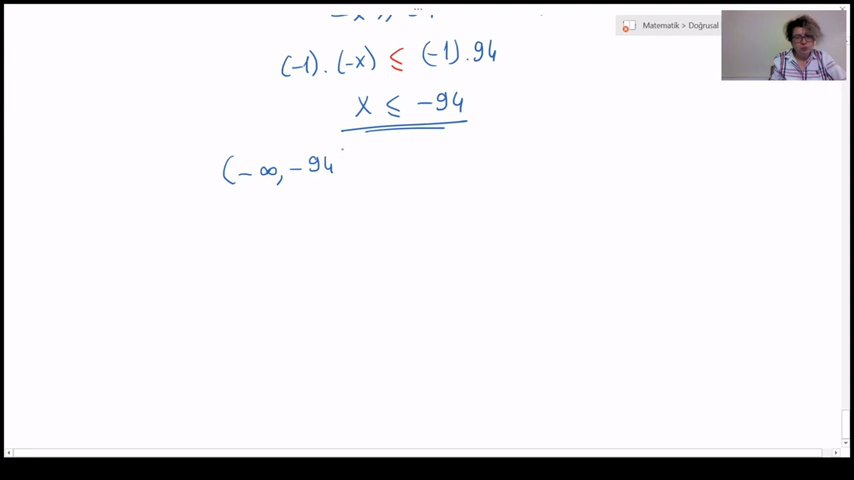 Matematik > Doğrusal
(-1) . (-x) ≤ (-1) . 94
x ≤ -94
(-∞, -94